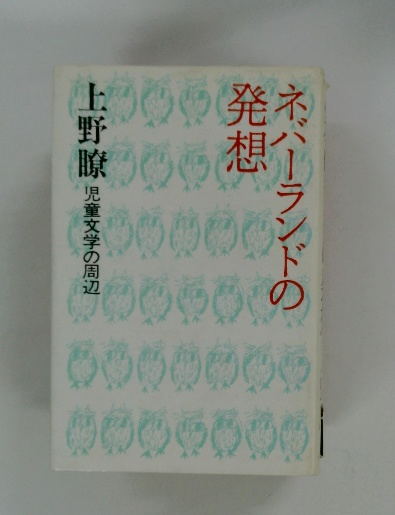 ネバーランドの
発想
上野瞭
児童文学の周辺